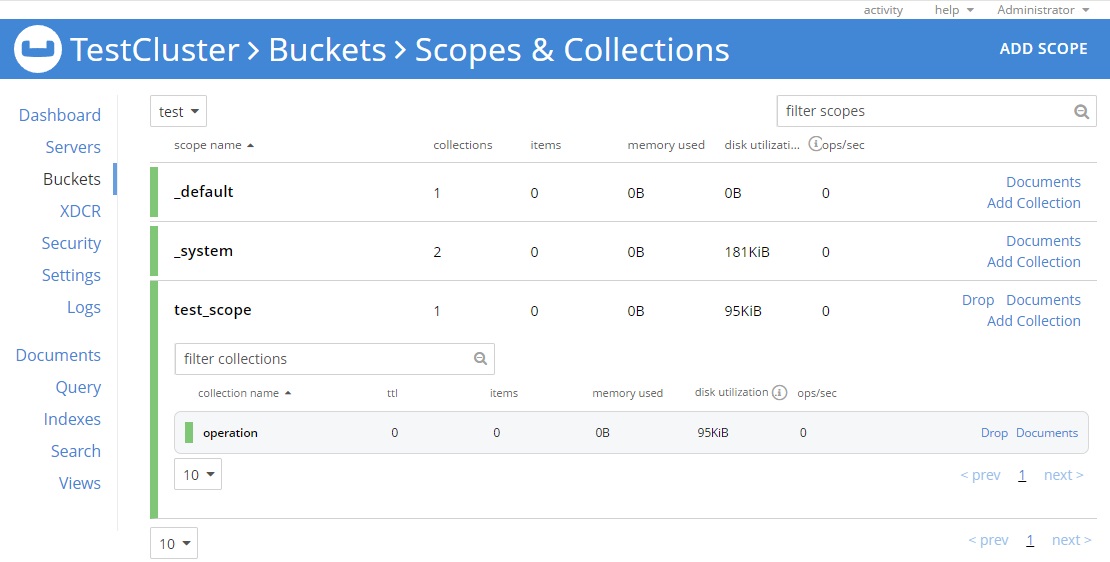 activity help Administrator
TestCluster > Buckets > Scopes & Collections ADD SCOPE
Dashboard
Servers
Buckets
XDCR
Security
Settings
Logs
Documents
Query
Indexes
Search
Views
test filter scopes
scope name collections items memory used disk utilizati... ops/sec
_default 1 0 0B 0B 0 Documents
Add Collection
_system 2 0 0B 181KiB 0 Documents
Add Collection
test_scope 1 0 0B 95KiB 0 Drop Documents
Add Collection
filter collections
collection name ttl items memory used disk utilization ops/sec
operation 0 0 0B 95KiB 0 Drop Documents
10 < prev 1 next >
10 < prev 1 next >